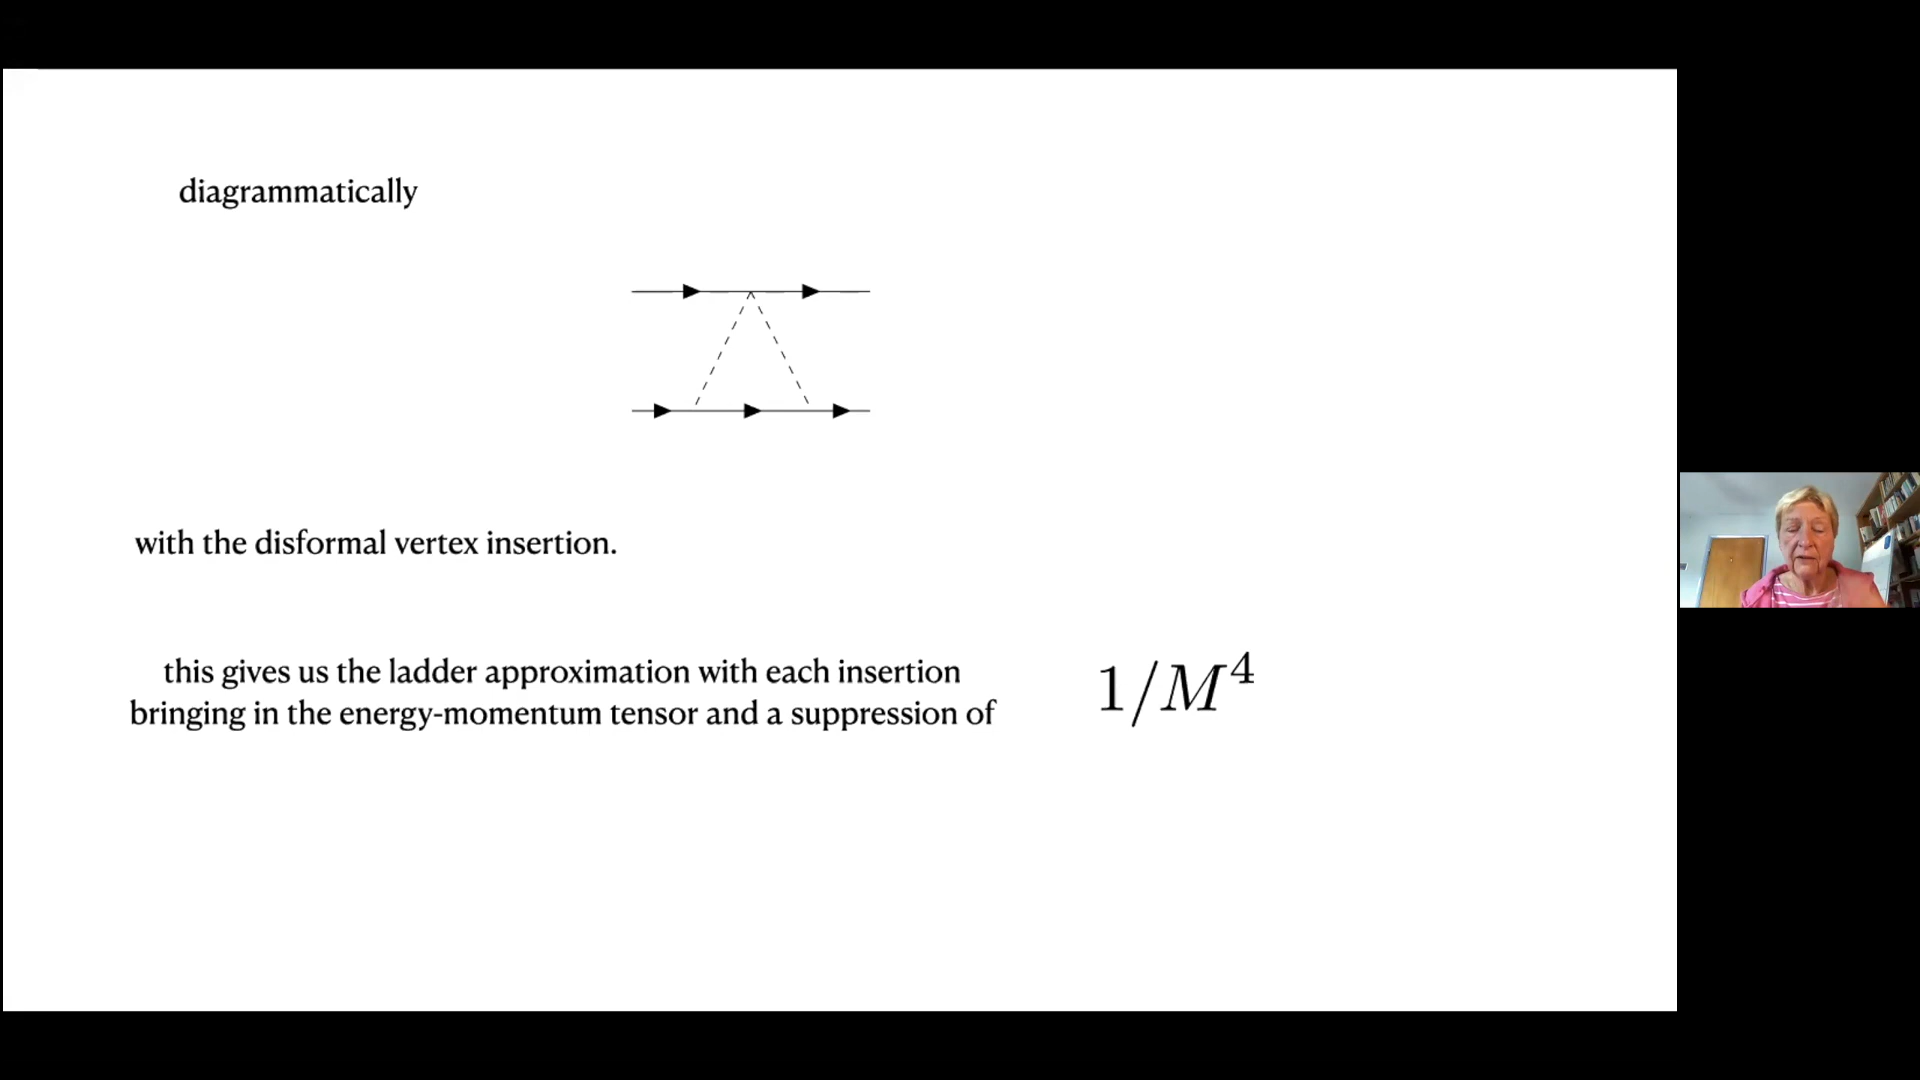 diagrammatically
with the disformal vertex insertion.
this gives us the ladder approximation with each insertion
bringing in the energy-momentum tensor and a suppression of
1/M⁴